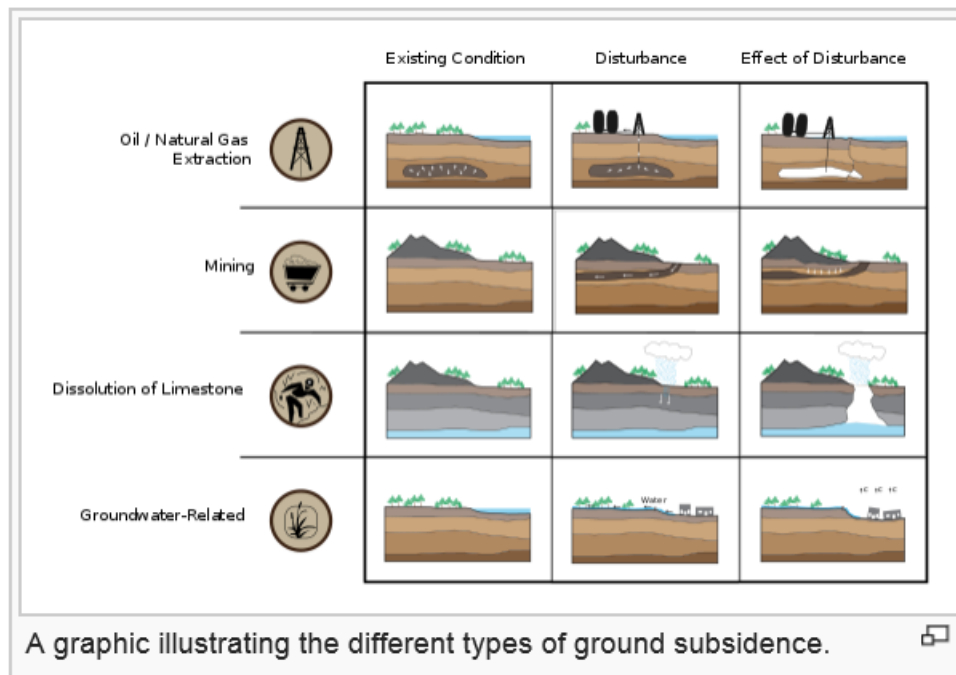 Existing Condition
Disturbance
Effect of Disturbance
Oil / Natural Gas
Extraction
Mining
Dissolution of Limestone
Groundwater-Related
Water
A graphic illustrating the different types of ground subsidence.